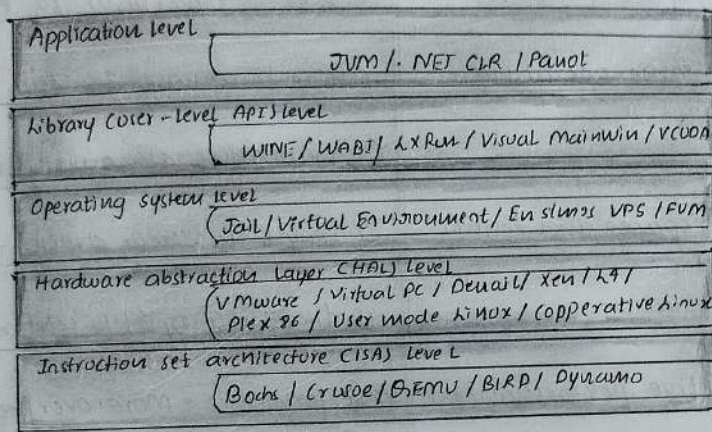 Application level
JVM /. NET CLR / Panot
Library (user-level API) level
WINE / WABI / LxRun / Visual MainWin / VCUDA
Operating system level
Jail / Virtual Environment / Ensim's VPS / FVM
Hardware abstraction Layer (HAL) level
VMware / Virtual PC / Denail / Xen / L4 /
Plex 86 / User mode Linux / Copperative Linux
Instruction set architecture (ISA) level
Bochs / Crusoe / QEMU / BIRD / Dynamo